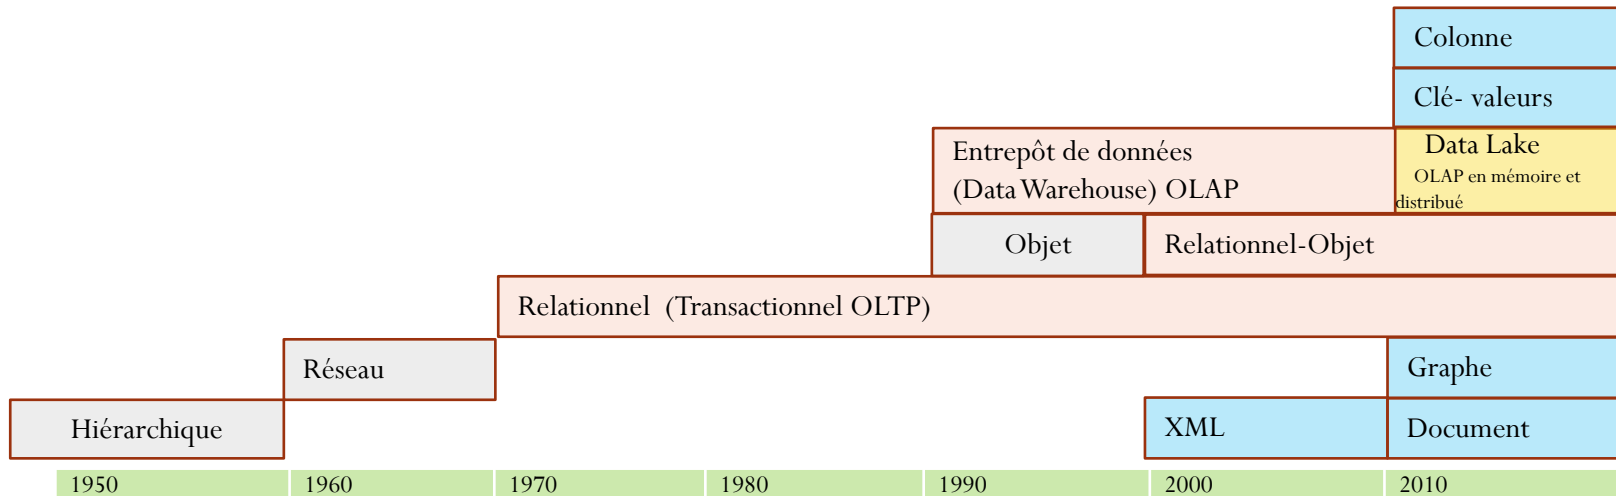 Colonne
Clé- valeurs
Entrepôt de données
(Data Warehouse) OLAP
Data Lake
OLAP en mémoire et
distribué
Objet
Relationnel-Objet
Relationnel (Transactionnel OLTP)
Réseau
Graphe
Hiérarchique
XML
Document
1950
1960
1970
1980
1990
2000
2010